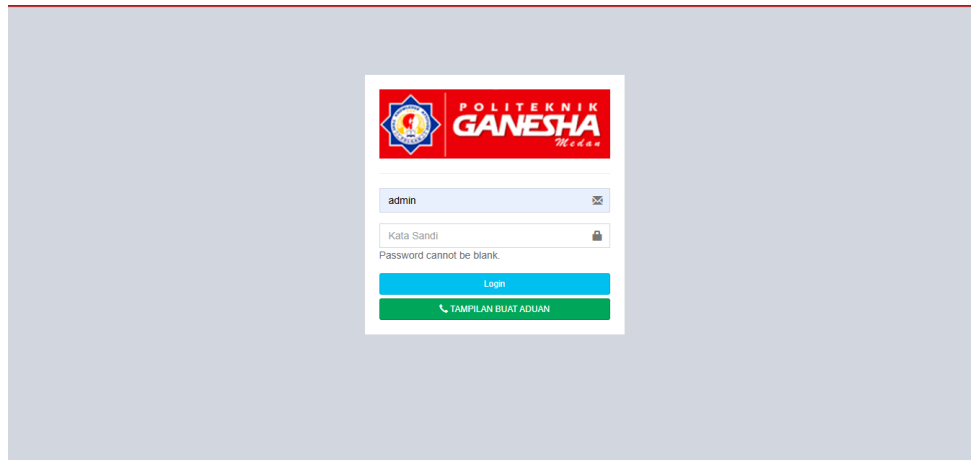 POLITEKNIK
GANESHA
Medan
admin
Kata Sandi
Password cannot be blank.
Login
TAMPILAN BUAT ADUAN